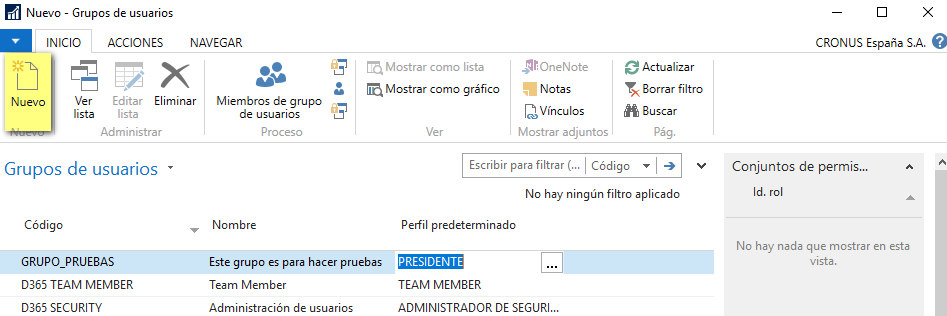 Nuevo - Grupos de usuarios
INICIO ACCIONES NAVEGAR CRONUS España S.A.
Nuevo
Ver lista
Editar lista
Eliminar
Miembros de grupo de usuarios
Mostrar como lista
Mostrar como gráfico
OneNote
Notas
Vínculos
Actualizar
Borrar filtro
Buscar
Nuevo Administrar Proceso Ver Mostrar adjuntos Pág.
Grupos de usuarios
Escribir para filtrar (... Código
No hay ningún filtro aplicado
Código Nombre Perfil predeterminado
GRUPO_PRUEBAS Este grupo es para hacer pruebas PRESIDENTE ...
D365 TEAM MEMBER Team Member TEAM MEMBER
D365 SECURITY Administración de usuarios ADMINISTRADOR DE SEGURI...
Conjuntos de permis...
Id. rol
No hay nada que mostrar en esta
vista.